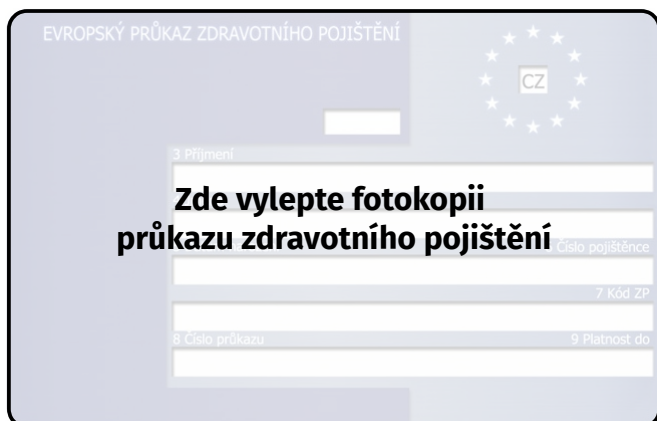 EVROPSKÝ PRŮKAZ ZDRAVOTNÍHO POJIŠTĚNÍ
CZ
3 Příjmení
Zde vylepte fotokopii
průkazu zdravotního pojištění
Číslo pojištěnce
7 Kód ZP
8 Číslo průkazu
9 Platnost do